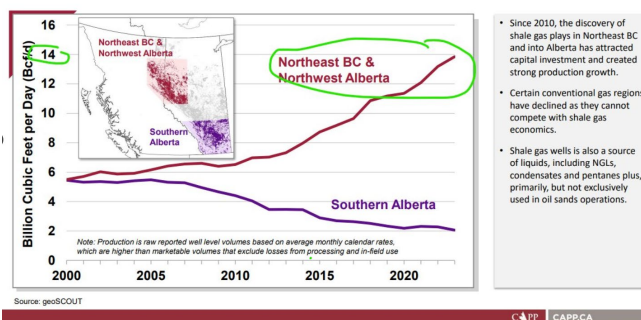 Billion Cubic Feet per Day (Bcf/d)
16
14
12
10
8
6
4
2
0
2000
2005
2010
2015
2020
Northeast BC &
Northwest Alberta
Southern
Alberta
Northeast BC &
Northwest Alberta
Southern Alberta
Note: Production is raw reported well level volumes based on average monthly calendar rates,
which are higher than marketable volumes that exclude losses from processing and in-field use
• Since 2010, the discovery of
shale gas plays in Northeast BC
and into Alberta has attracted
capital investment and created
strong production growth.
• Certain conventional gas regions
have declined as they cannot
compete with shale gas
economics.
• Shale gas wells is also a source
of liquids, including NGLs,
condensates and pentanes plus,
primarily, but not exclusively
used in oil sands operations.
Source: geoSCOUT
CAPP CAPP.CA